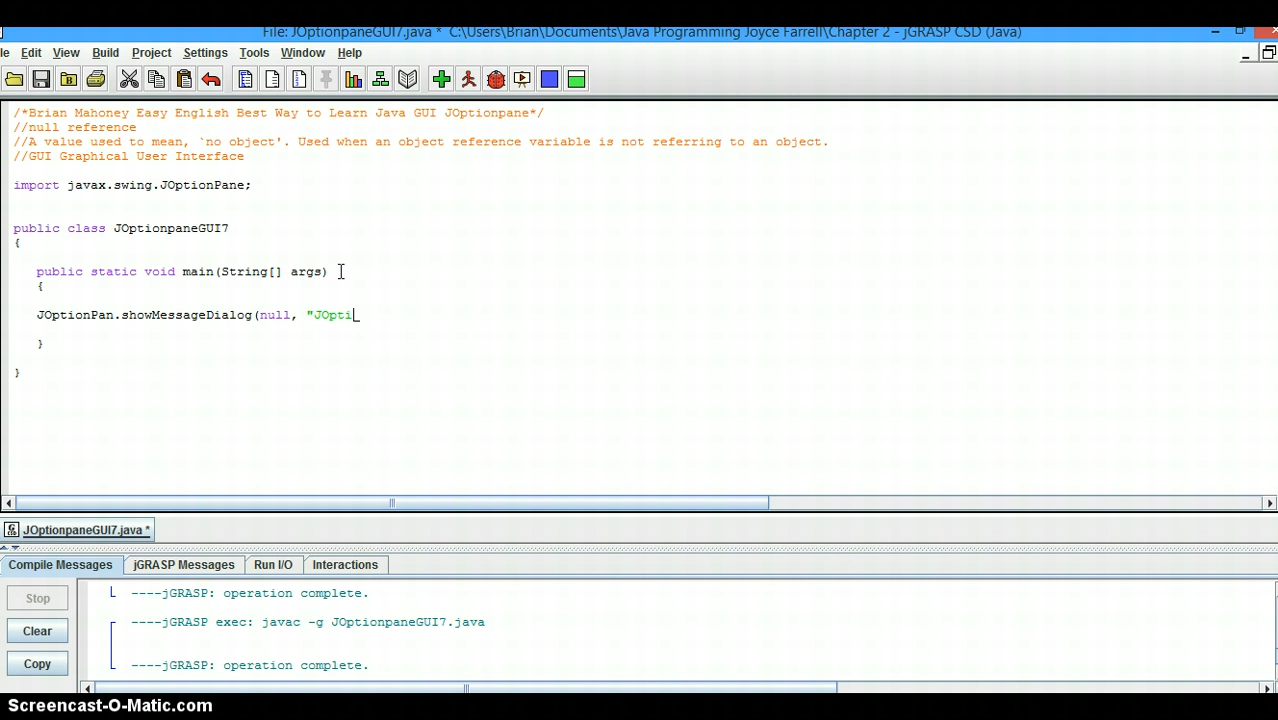 File: JOptionpaneGUI7.java * C:\Users\Brian\Documents\Java Programming Joyce Farrell\Chapter 2 - jGRASP CSD (Java)
le Edit View Build Project Settings Tools Window Help
/*Brian Mahoney Easy English Best Way to Learn Java GUI JOptionpane*/
//null reference
//A value used to mean, `no object'. Used when an object reference variable is not referring to an object.
//GUI Graphical User Interface
import javax.swing.JOptionPane;
public class JOptionpaneGUI7
{
public static void main(String[] args)
{
JOptionPan.showMessageDialog(null, "JOpti
}
}
JOptionpaneGUI7.java *
Compile Messages jGRASP Messages Run I/O Interactions
Stop
Clear
Copy
----jGRASP: operation complete.
----jGRASP exec: javac -g JOptionpaneGUI7.java
----jGRASP: operation complete.
Screencast-O-Matic.com